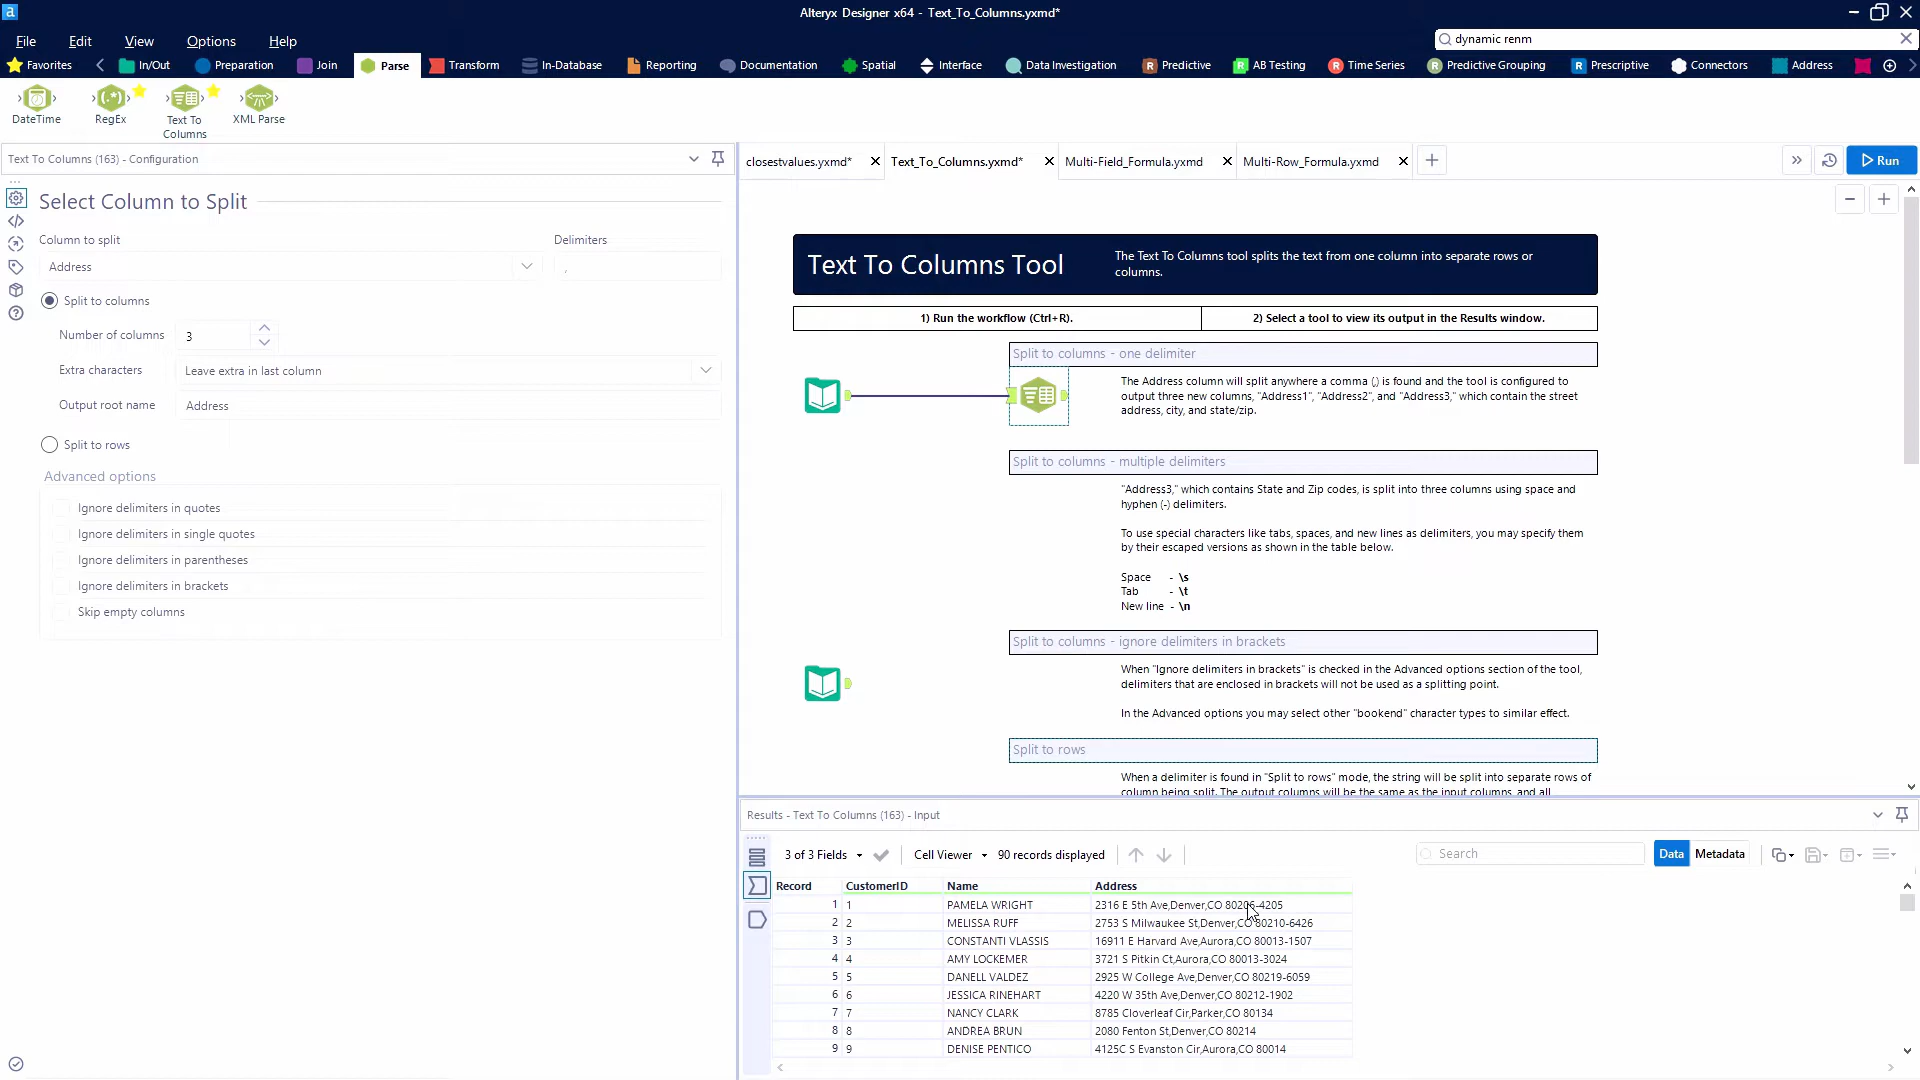 Alteryx Designer x64 - Text_To_Columns.yxmd*
File Edit View Options Help
dynamic renm
Favorites In/Out Preparation Join Parse Transform In-Database Reporting Documentation Spatial Interface Data Investigation Predictive AB Testing Time Series Predictive Grouping Prescriptive Connectors Address
DateTime RegEx Text To Columns XML Parse
Text To Columns (163) - Configuration
Select Column to Split
Column to split Delimiters
Address ,
Split to columns
Number of columns 3
Extra characters Leave extra in last column
Output root name Address
Split to rows
Advanced options
Ignore delimiters in quotes
Ignore delimiters in single quotes
Ignore delimiters in parentheses
Ignore delimiters in brackets
Skip empty columns
closestvalues.yxmd* Text_To_Columns.yxmd* Multi-Field_Formula.yxmd Multi-Row_Formula.yxmd
Run
Text To Columns Tool
The Text To Columns tool splits the text from one column into separate rows or
columns.
1) Run the workflow (Ctrl+R). 2) Select a tool to view its output in the Results window.
Split to columns - one delimiter
The Address column will split anywhere a comma (,) is found and the tool is configured to
output three new columns, "Address1", "Address2", and "Address3," which contain the street
address, city, and state/zip.
Split to columns - multiple delimiters
"Address3," which contains State and Zip codes, is split into three columns using space and
hyphen (-) delimiters.
To use special characters like tabs, spaces, and new lines as delimiters, you may specify them
by their escaped versions as shown in the table below.
Space - \s
Tab - \t
New line - \n
Split to columns - ignore delimiters in brackets
When "Ignore delimiters in brackets" is checked in the Advanced options section of the tool,
delimiters that are enclosed in brackets will not be used as a splitting point.
In the Advanced options you may select other "bookend" character types to similar effect.
Split to rows
When a delimiter is found in "Split to rows" mode, the string will be split into separate rows of
column being split. The output columns will be the same as the input columns, and all
Results - Text To Columns (163) - Input
3 of 3 Fields Cell Viewer 90 records displayed Search Data Metadata
Record CustomerID Name Address
1 1 PAMELA WRIGHT 2316 E 5th Ave,Denver,CO 80206-4205
2 2 MELISSA RUFF 2753 S Milwaukee St,Denver,CO 80210-6426
3 3 CONSTANTI VLASSIS 16911 E Harvard Ave,Aurora,CO 80013-1507
4 4 AMY LOCKEMER 3721 S Pitkin Ct,Aurora,CO 80013-3024
5 5 DANELL VALDEZ 2925 W College Ave,Denver,CO 80219-6059
6 6 JESSICA RINEHART 4220 W 35th Ave,Denver,CO 80212-1902
7 7 NANCY CLARK 8785 Cloverleaf Cir,Parker,CO 80134
8 8 ANDREA BRUN 2080 Fenton St,Denver,CO 80214
9 9 DENISE PENTICO 4125C S Evanston Cir,Aurora,CO 80014